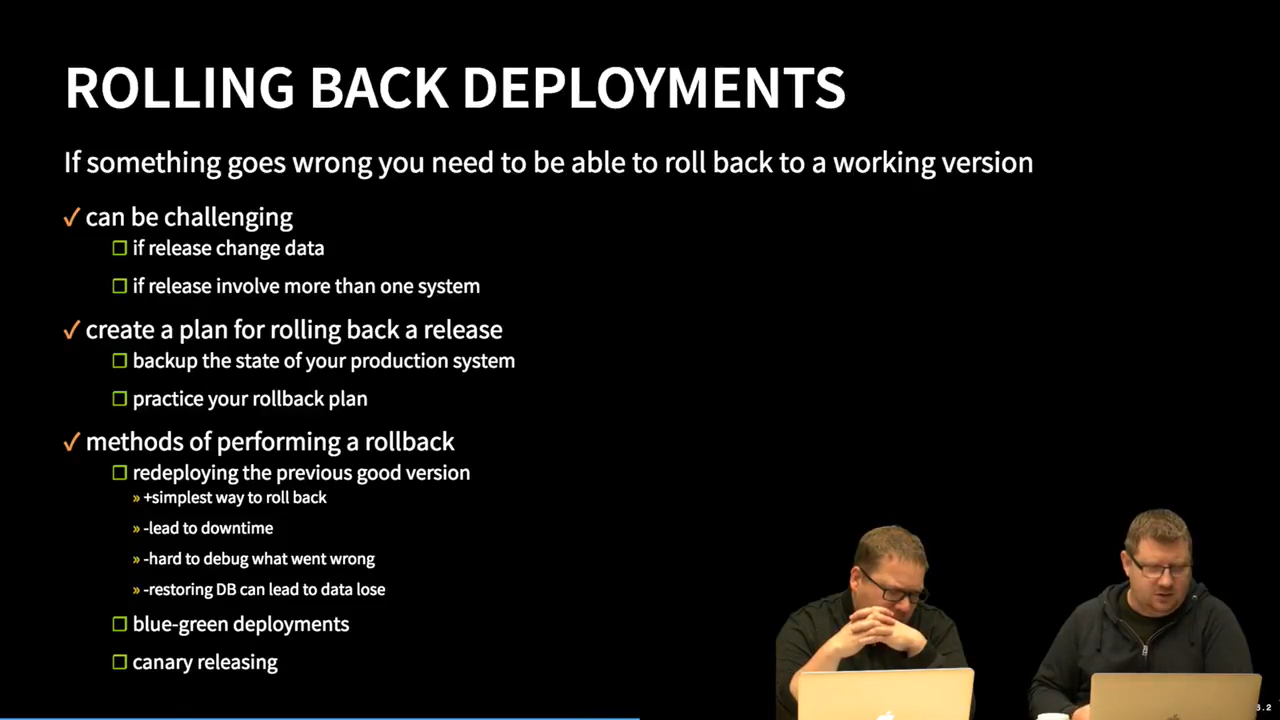 ROLLING BACK DEPLOYMENTS
If something goes wrong you need to be able to roll back to a working version
✓ can be challenging
☐ if release change data
☐ if release involve more than one system
✓ create a plan for rolling back a release
☐ backup the state of your production system
☐ practice your rollback plan
✓ methods of performing a rollback
☐ redeploying the previous good version
» +simplest way to roll back
» -lead to downtime
» -hard to debug what went wrong
» -restoring DB can lead to data lose
☐ blue-green deployments
☐ canary releasing